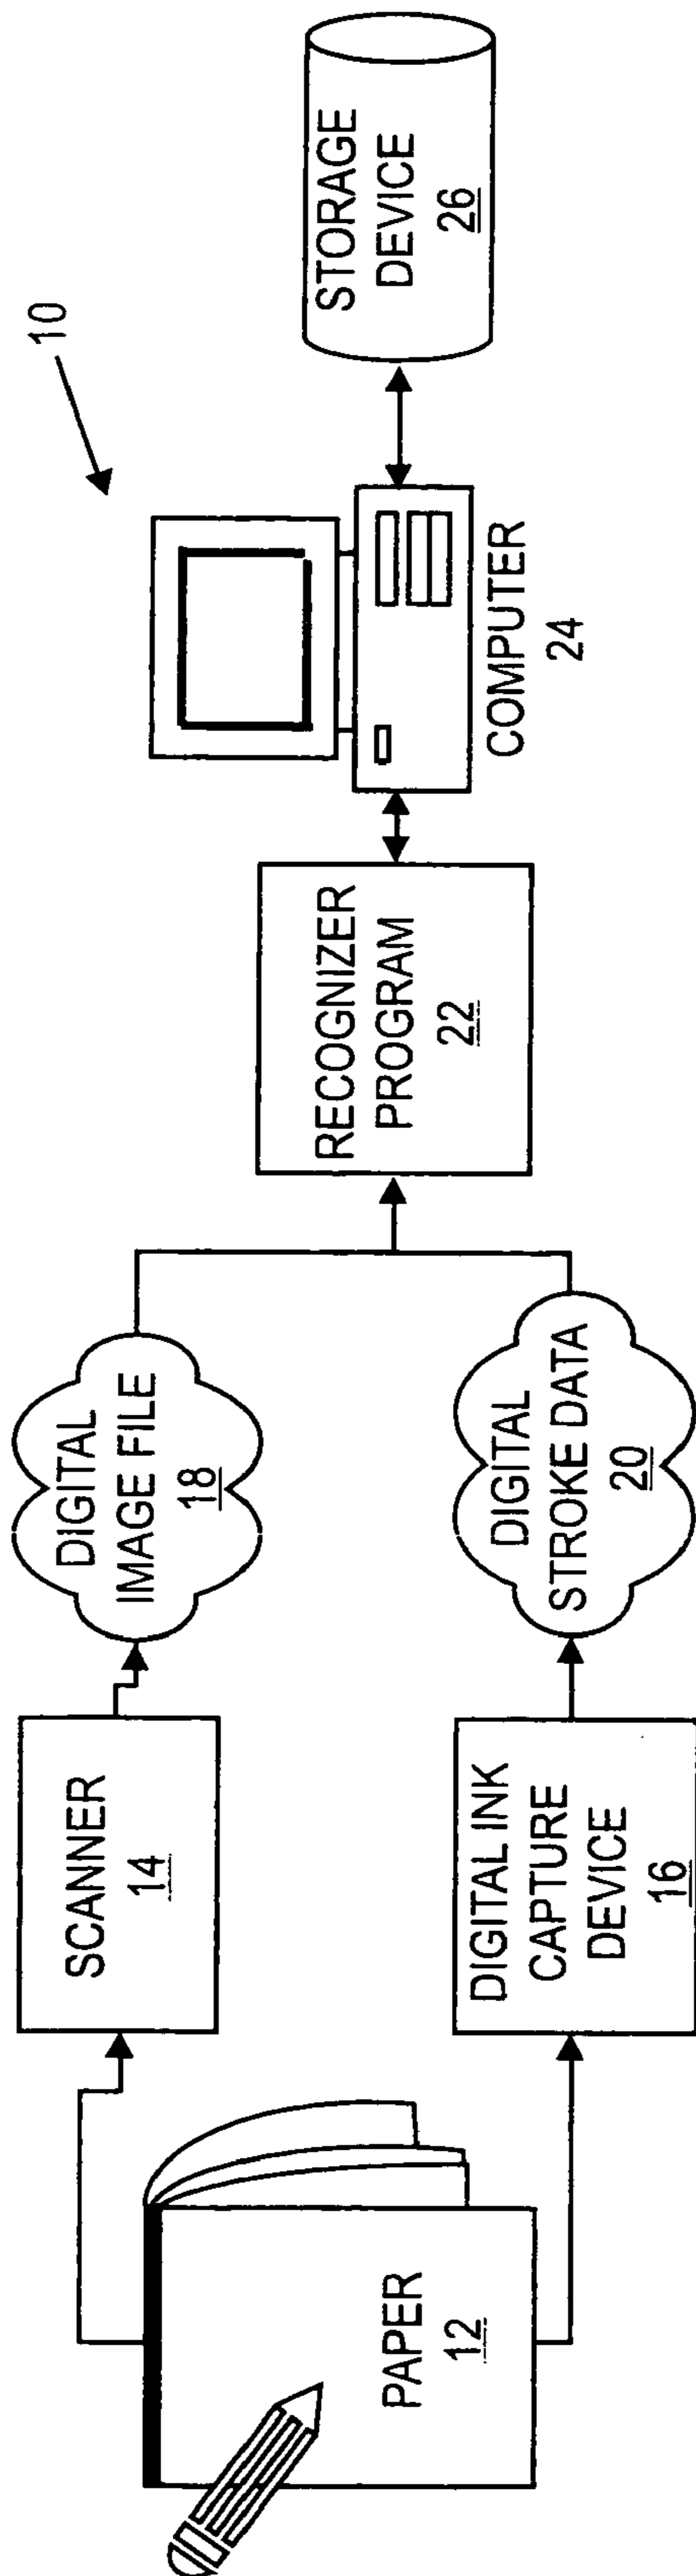 10
PAPER
12
SCANNER
14
DIGITAL INK
CAPTURE
DEVICE
16
DIGITAL
IMAGE FILE
18
DIGITAL
STROKE DATA
20
RECOGNIZER
PROGRAM
22
COMPUTER
24
STORAGE
DEVICE
26